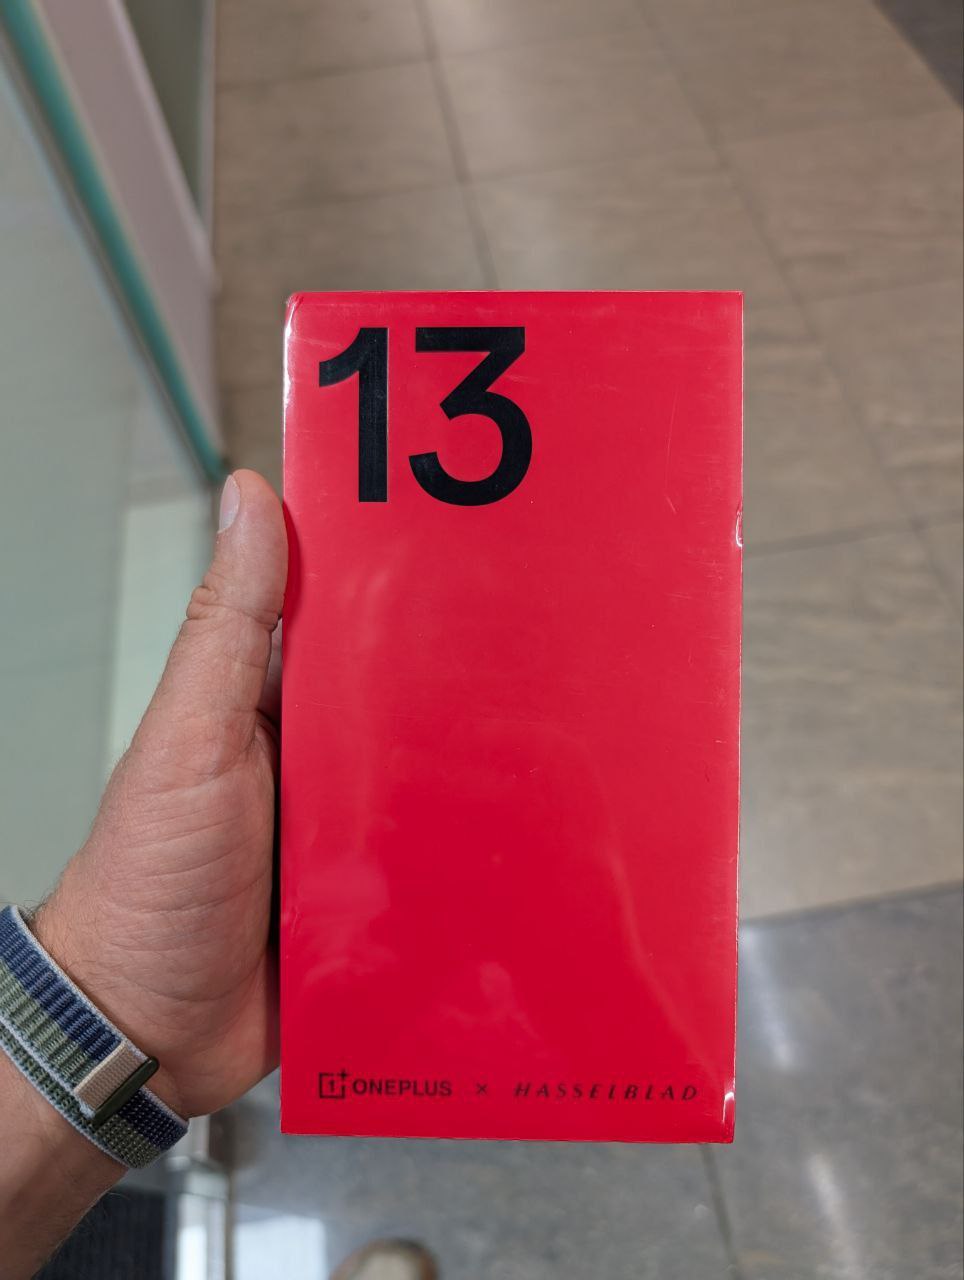 13
ONEPLUS × HASSELBLAD